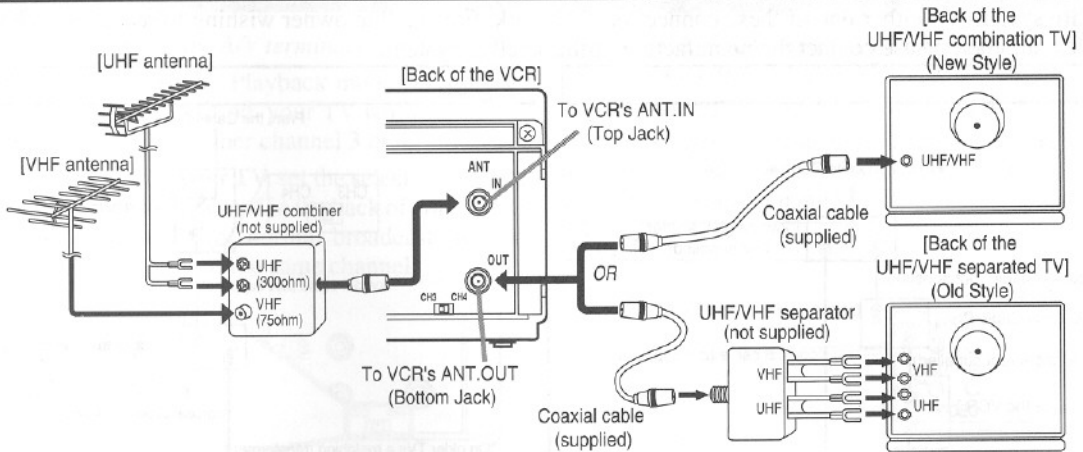 [UHF antenna]
[VHF antenna]
UHF/VHF combiner
(not supplied)
UHF
(300ohm)
VHF
(75ohm)
[Back of the VCR]
ANT
IN
OUT
CH3 CH4
To VCR's ANT.IN
(Top Jack)
To VCR's ANT.OUT
(Bottom Jack)
OR
Coaxial cable
(supplied)
[Back of the
UHF/VHF combination TV]
(New Style)
UHF/VHF
Coaxial cable
(supplied)
UHF/VHF separator
(not supplied)
VHF
UHF
[Back of the
UHF/VHF separated TV]
(Old Style)
VHF
UHF